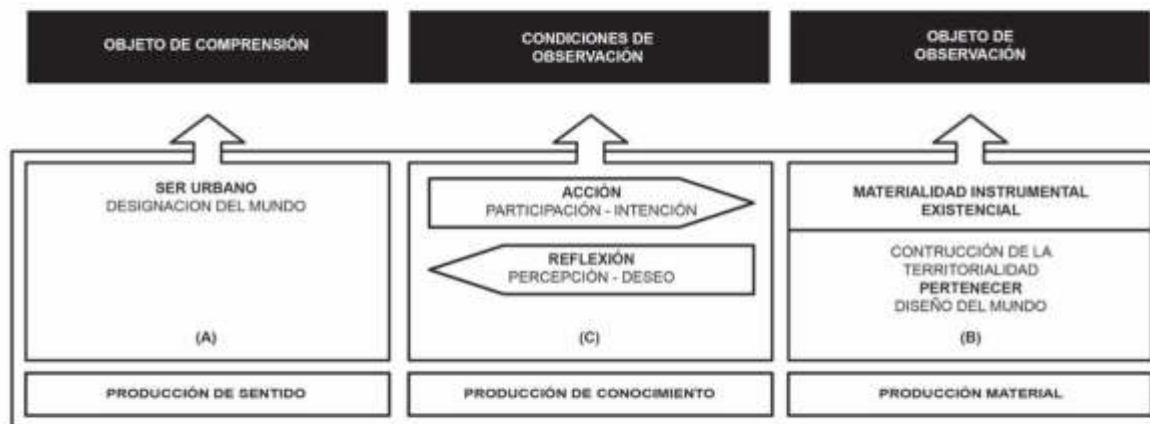 OBJETO DE COMPRENSIÓN
CONDICIONES DE
OBSERVACIÓN
OBJETO DE
OBSERVACIÓN
SER URBANO
DESIGNACION DEL MUNDO
(A)
ACCIÓN
PARTICIPACIÓN - INTENCIÓN
REFLEXIÓN
PERCEPCIÓN - DESEO
(C)
MATERIALIDAD INSTRUMENTAL
EXISTENCIAL
CONTRUCCIÓN DE LA
TERRITORIALIDAD
PERTENECER
DISEÑO DEL MUNDO
(B)
PRODUCCIÓN DE SENTIDO
PRODUCCIÓN DE CONOCIMIENTO
PRODUCCIÓN MATERIAL